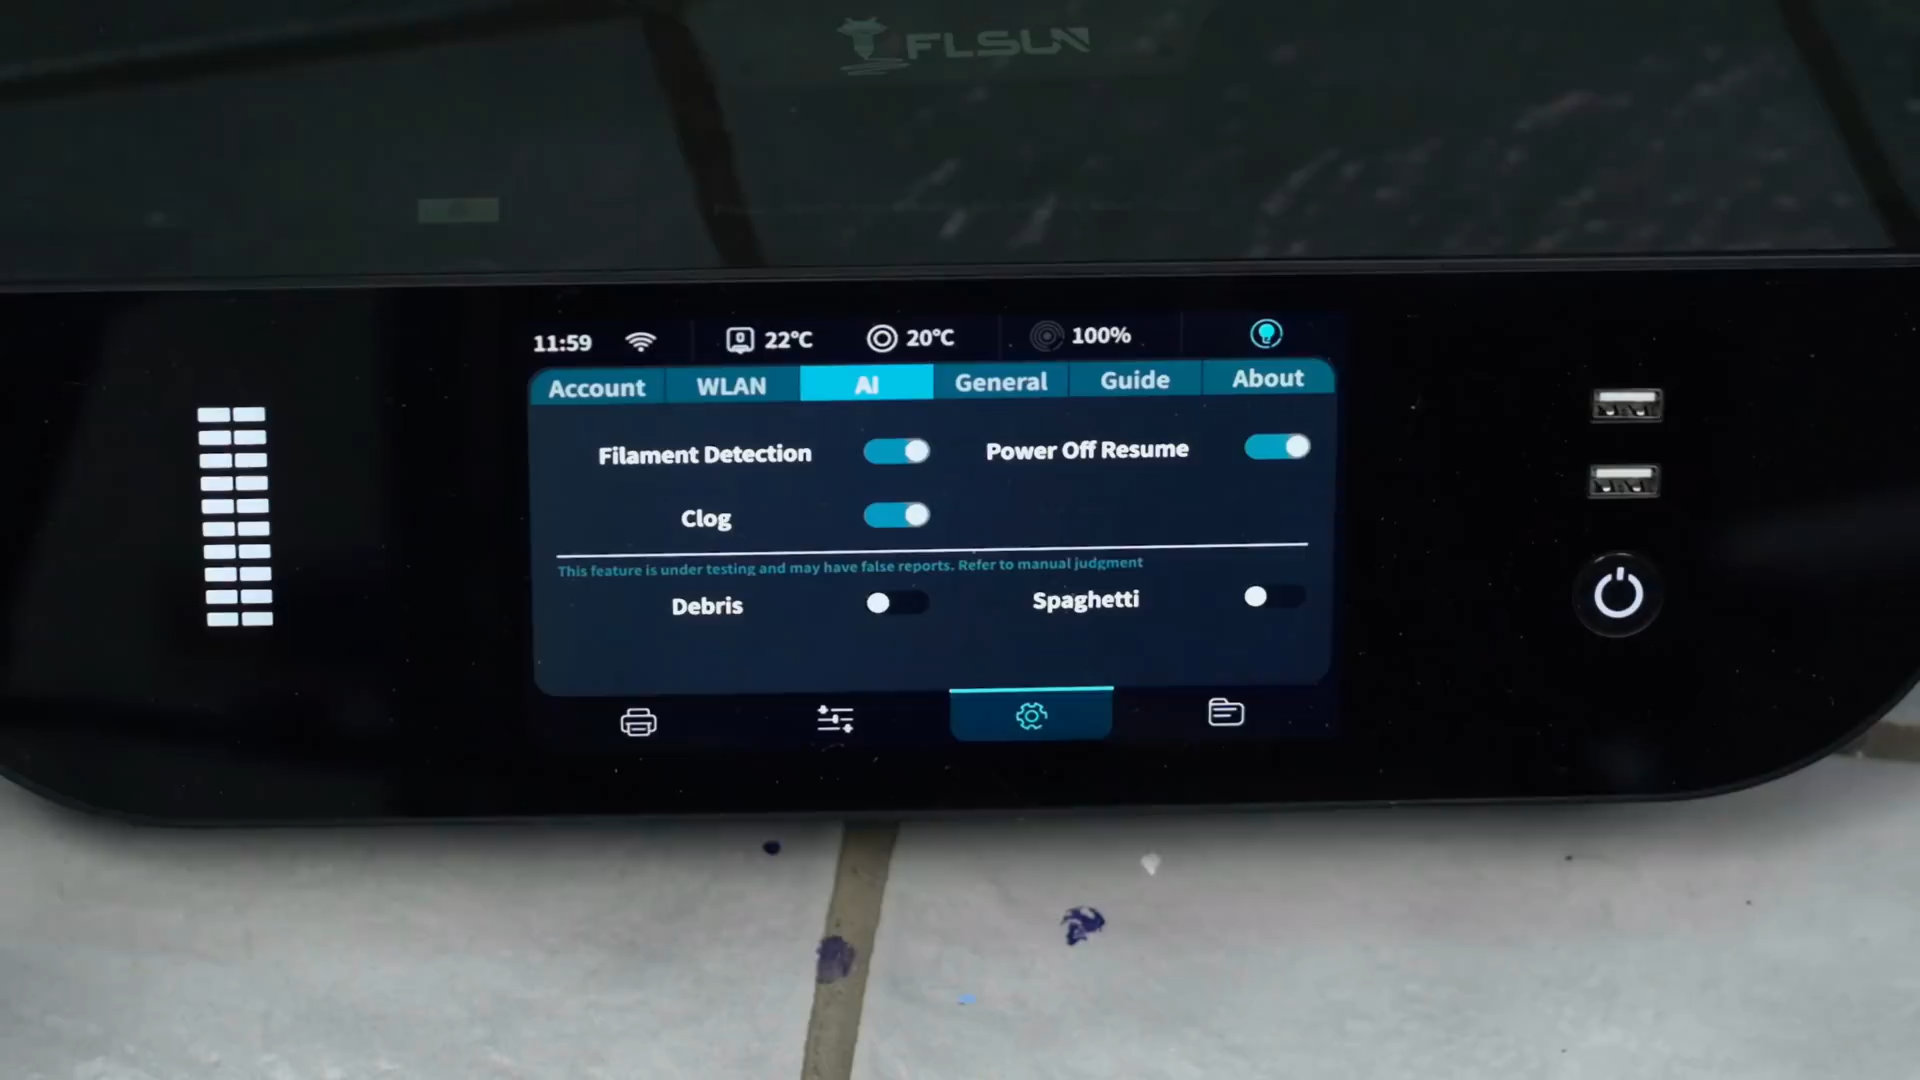 FLSUN
11:59 22°C 20°C 100%
Account WLAN AI General Guide About
Filament Detection Power Off Resume
Clog
This feature is under testing and may have false reports. Refer to manual judgment
Debris Spaghetti